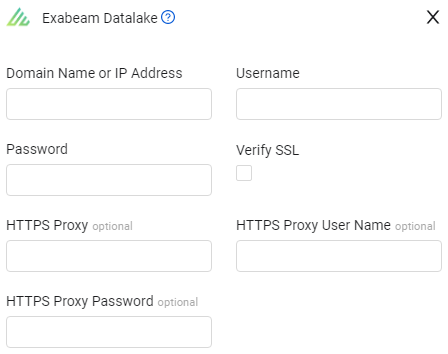 Exabeam Datalake ?
Domain Name or IP Address
Username
Password
Verify SSL
HTTPS Proxy optional
HTTPS Proxy User Name optional
HTTPS Proxy Password optional